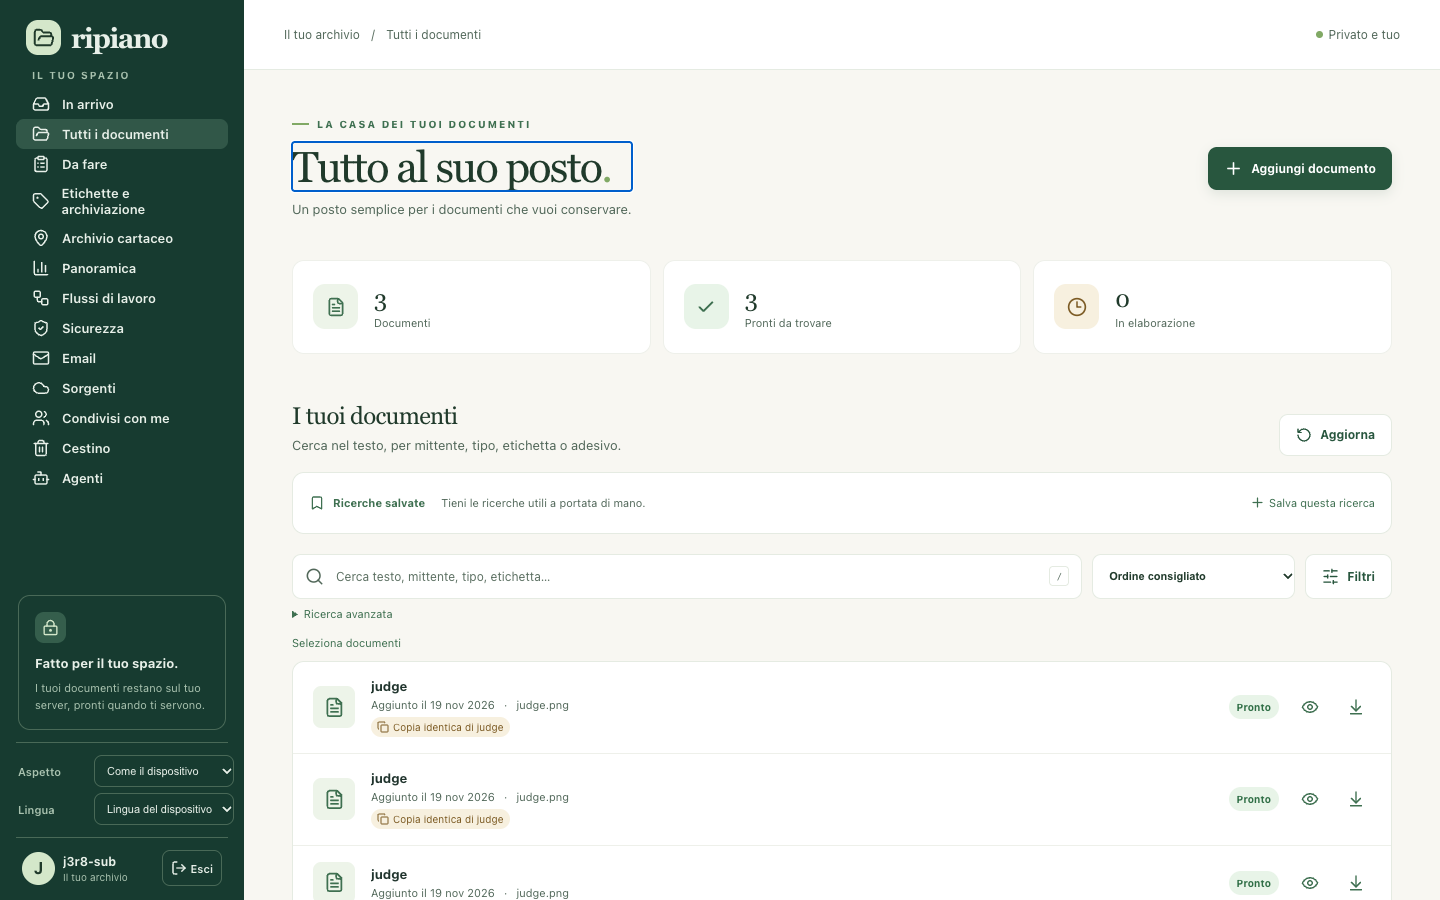 ripiano
IL TUO SPAZIO
In arrivo
Tutti i documenti
Da fare
Etichette e
archiviazione
Archivio cartaceo
Panoramica
Flussi di lavoro
Sicurezza
Email
Sorgenti
Condivisi con me
Cestino
Agenti
Fatto per il tuo spazio.
I tuoi documenti restano sul tuo
server, pronti quando ti servono.
Aspetto
Come il dispositivo
Lingua
Lingua del dispositivo
J
j3r8-sub
Il tuo archivio
Esci
Il tuo archivio / Tutti i documenti
Privato e tuo
LA CASA DEI TUOI DOCUMENTI
Tutto al suo posto.
Un posto semplice per i documenti che vuoi conservare.
Aggiungi documento
3
Documenti
3
Pronti da trovare
0
In elaborazione
I tuoi documenti
Cerca nel testo, per mittente, tipo, etichetta o adesivo.
Aggiorna
Ricerche salvate Tieni le ricerche utili a portata di mano.
Salva questa ricerca
Cerca testo, mittente, tipo, etichetta...
/
Ordine consigliato
Filtri
Ricerca avanzata
Seleziona documenti
judge
Aggiunto il 19 nov 2026 · judge.png
Copia identica di judge
Pronto
judge
Aggiunto il 19 nov 2026 · judge.png
Copia identica di judge
Pronto
judge
Aggiunto il 19 nov 2026 · judge.png
Pronto